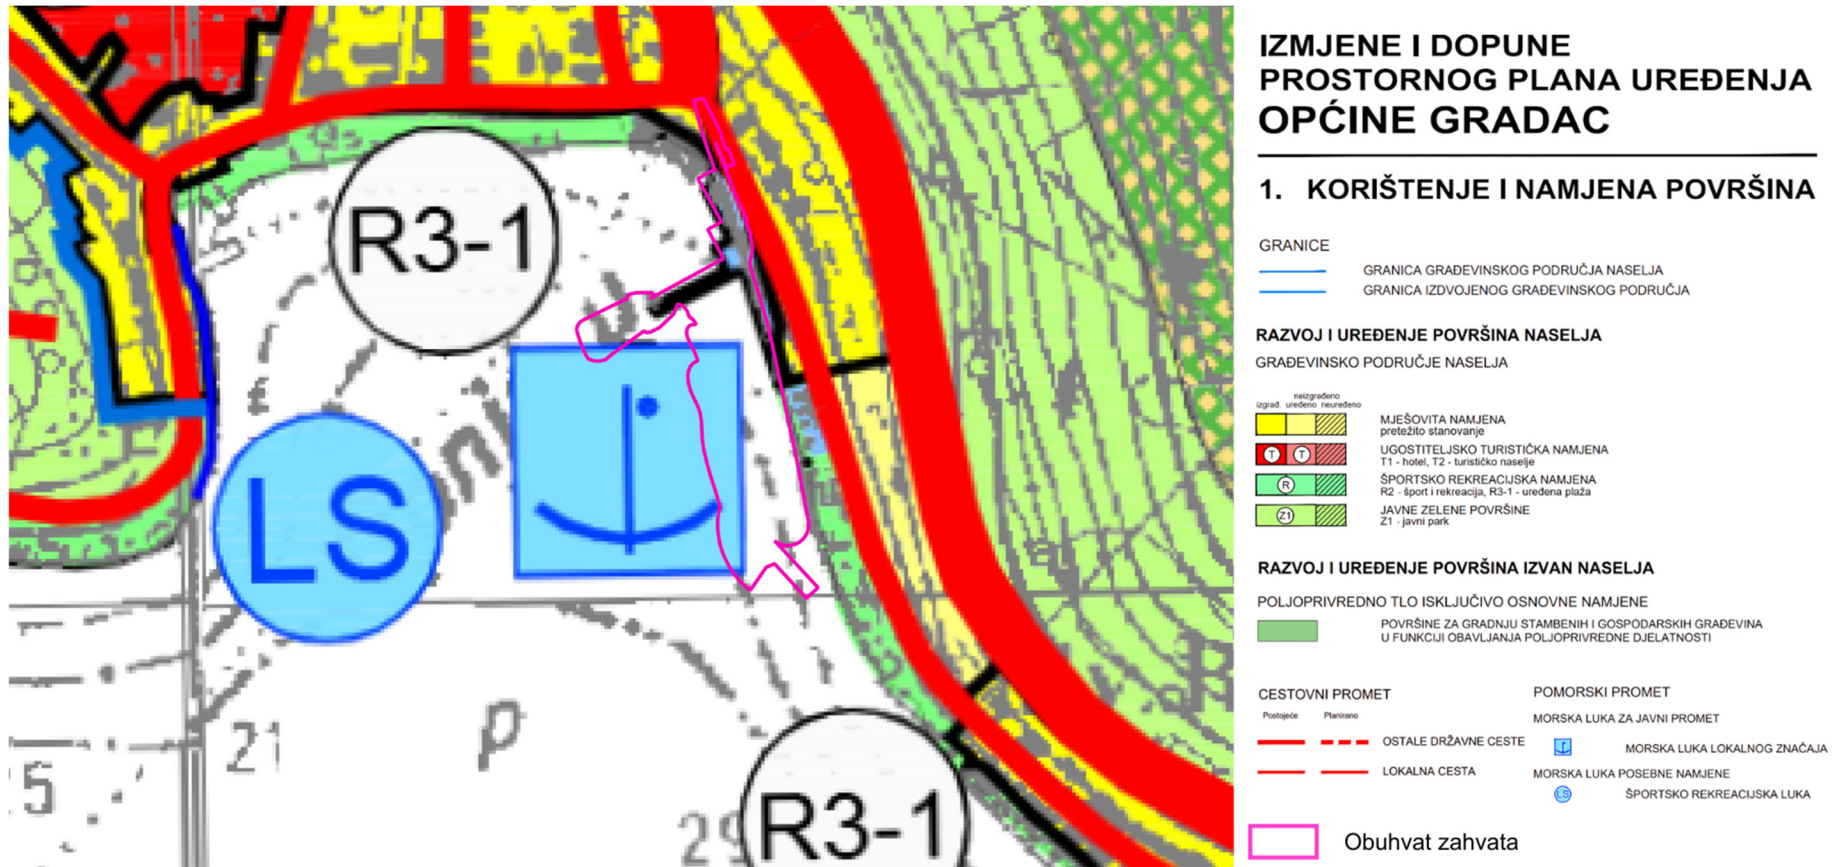 R3-1
LS
21
5
p
29
R3-1
IZMJENE I DOPUNE
PROSTORNOG PLANA UREĐENJA
OPĆINE GRADAC
1. KORIŠTENJE I NAMJENA POVRŠINA
GRANICE
GRANICA GRAĐEVINSKOG PODRUČJA NASELJA
GRANICA IZDVOJENOG GRAĐEVINSKOG PODRUČJA
RAZVOJ I UREĐENJE POVRŠINA NASELJA
GRAĐEVINSKO PODRUČJE NASELJA
neizgrađeno
izgrad. uređeno neuređeno
MJEŠOVITA NAMJENA
pretežito stanovanje
T T
UGOSTITELJSKO TURISTIČKA NAMJENA
T1 - hotel, T2 - turističko naselje
R
ŠPORTSKO REKREACIJSKA NAMJENA
R2 - šport i rekreacija, R3-1 - uređena plaža
Z1
JAVNE ZELENE POVRŠINE
Z1 - javni park
RAZVOJ I UREĐENJE POVRŠINA IZVAN NASELJA
POLJOPRIVREDNO TLO ISKLJUČIVO OSNOVNE NAMJENE
POVRŠINE ZA GRADNJU STAMBENIH I GOSPODARSKIH GRAĐEVINA
U FUNKCIJI OBAVLJANJA POLJOPRIVREDNE DJELATNOSTI
CESTOVNI PROMET
Postojeće Planirano
OSTALE DRŽAVNE CESTE
LOKALNA CESTA
POMORSKI PROMET
MORSKA LUKA ZA JAVNI PROMET
MORSKA LUKA LOKALNOG ZNAČAJA
MORSKA LUKA POSEBNE NAMJENE
LS
ŠPORTSKO REKREACIJSKA LUKA
Obuhvat zahvata